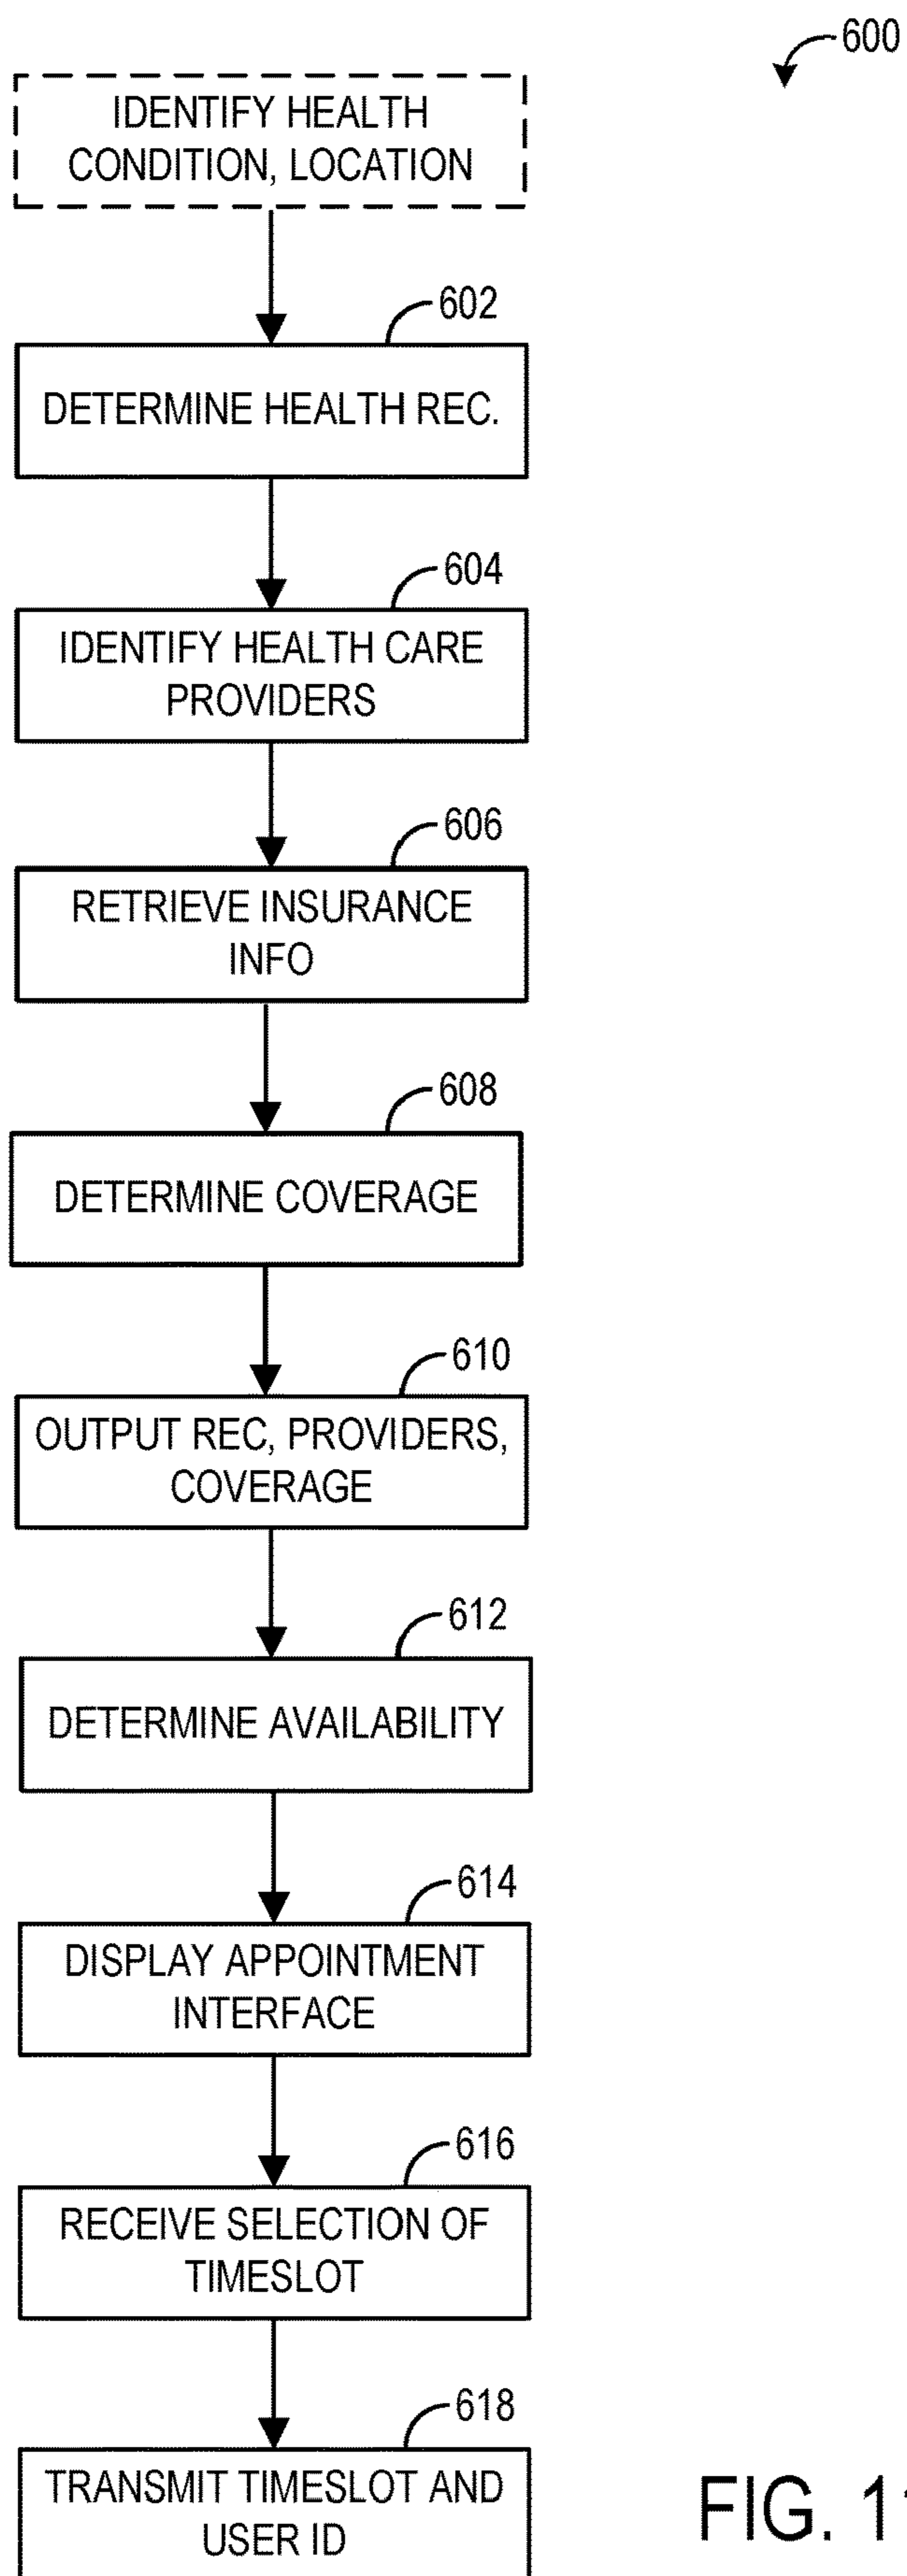 600
IDENTIFY HEALTH
CONDITION, LOCATION
602
DETERMINE HEALTH REC.
604
IDENTIFY HEALTH CARE
PROVIDERS
606
RETRIEVE INSURANCE
INFO
608
DETERMINE COVERAGE
610
OUTPUT REC, PROVIDERS,
COVERAGE
612
DETERMINE AVAILABILITY
614
DISPLAY APPOINTMENT
INTERFACE
616
RECEIVE SELECTION OF
TIMESLOT
618
TRANSMIT TIMESLOT AND
USER ID
FIG. 11